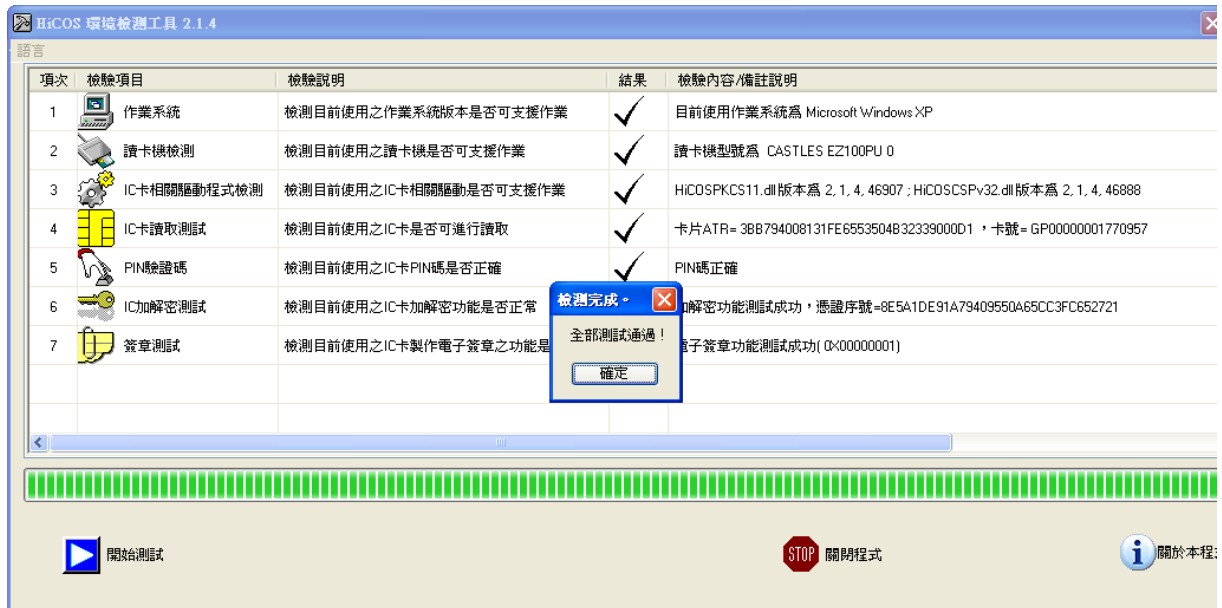 HiCOS 環境檢測工具 2.1.4
語言
項次 檢驗項目 檢驗說明 結果 檢驗內容/備註說明
1 作業系統 檢測目前使用之作業系統版本是否可支援作業 目前使用作業系統為 Microsoft Windows XP
2 讀卡機檢測 檢測目前使用之讀卡機是否可支援作業 讀卡機型號為 CASTLES EZ100PU 0
3 IC卡相關驅動程式檢測 檢測目前使用之IC卡相關驅動是否可支援作業 HiCOSPKCS11.dll版本為 2, 1, 4, 46907 ; HiCOSCSPv32.dll版本為 2, 1, 4, 46888
4 IC卡讀取測試 檢測目前使用之IC卡是否可進行讀取 卡片ATR= 3BB794008131FE6553504B32339000D1 ,卡號= GP00000001770957
5 PIN驗證碼 檢測目前使用之IC卡PIN碼是否正確 PIN碼正確
6 IC加解密測試 檢測目前使用之IC卡加解密功能是否正常 加解密功能測試成功,憑證序號=8E5A1DE91A79409550A65CC3FC652721
7 簽章測試 檢測目前使用之IC卡製作電子簽章之功能是 電子簽章功能測試成功( 0X00000001)
檢測完成。
全部測試通過!
確定
開始測試
STOP 關閉程式
關於本程式